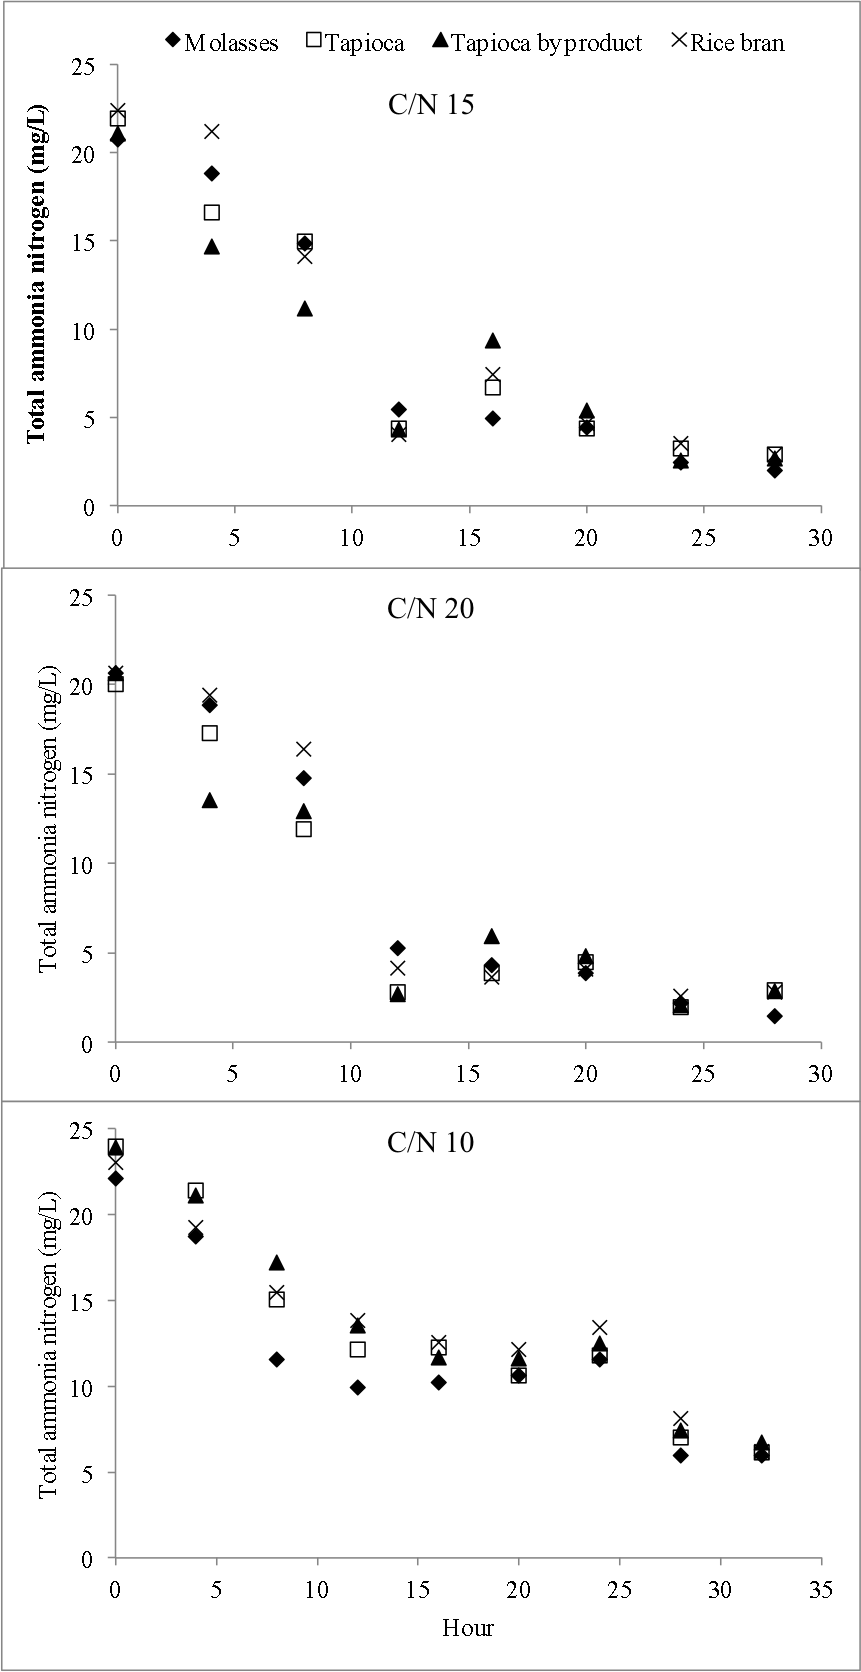 Molasses Tapioca Tapioca byproduct Rice bran
C/N 15
Total ammonia nitrogen (mg/L)
25
20
15
10
5
0
0 5 10 15 20 25 30
C/N 20
Total ammonia nitrogen (mg/L)
25
20
15
10
5
0
0 5 10 15 20 25 30
C/N 10
Total ammonia nitrogen (mg/L)
25
20
15
10
5
0
0 5 10 15 20 25 30 35
Hour